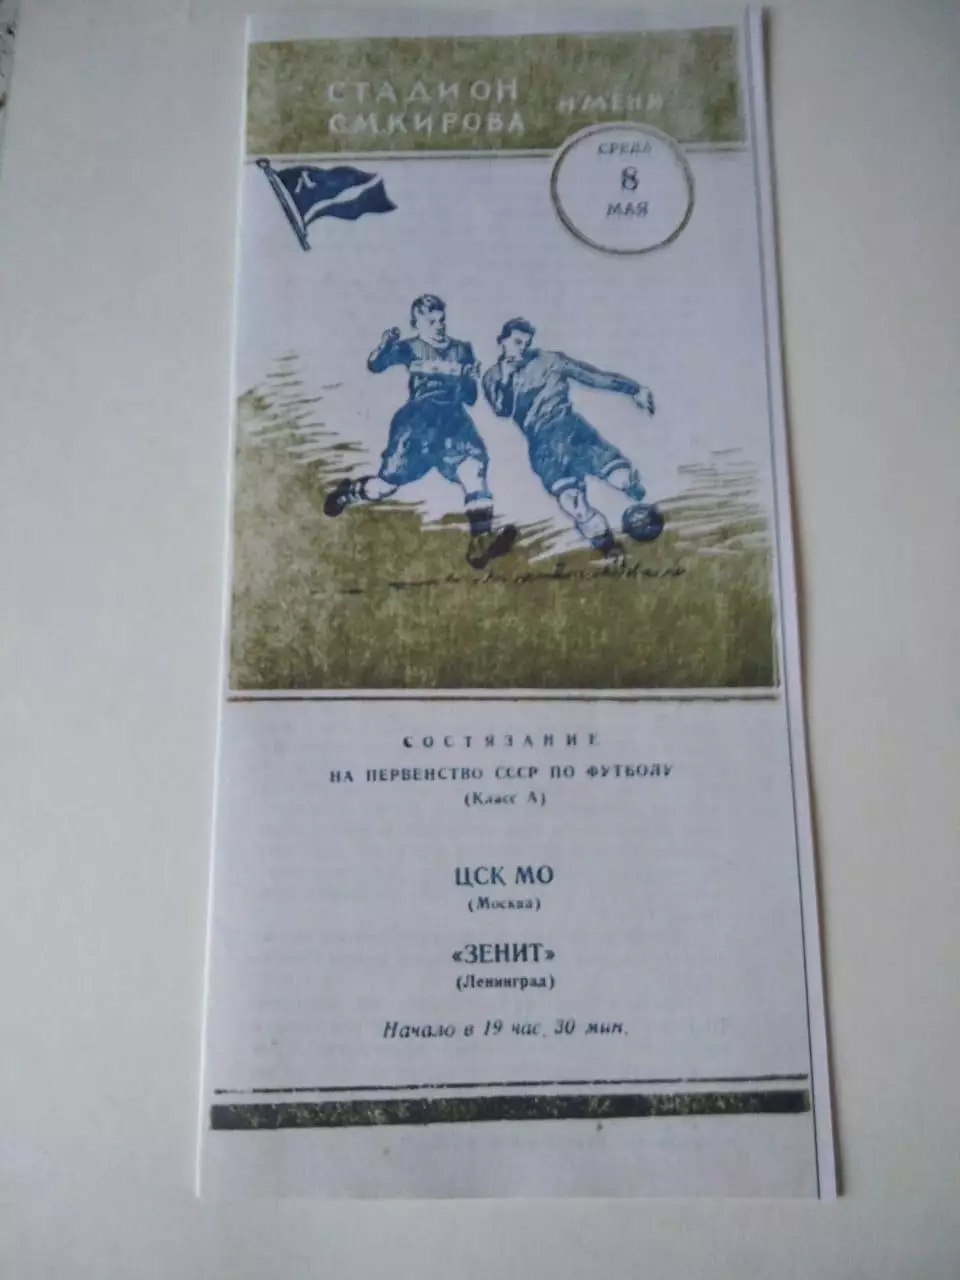 СТАДИОН ИМЕНИ
С.М.КИРОВА
СРЕДА
8
МАЯ
Л
СОСТЯЗАНИЕ
НА ПЕРВЕНСТВО СССР ПО ФУТБОЛУ
(Класс А)
ЦСК МО
(Москва)
«ЗЕНИТ»
(Ленинград)
Начало в 19 час. 30 мин.